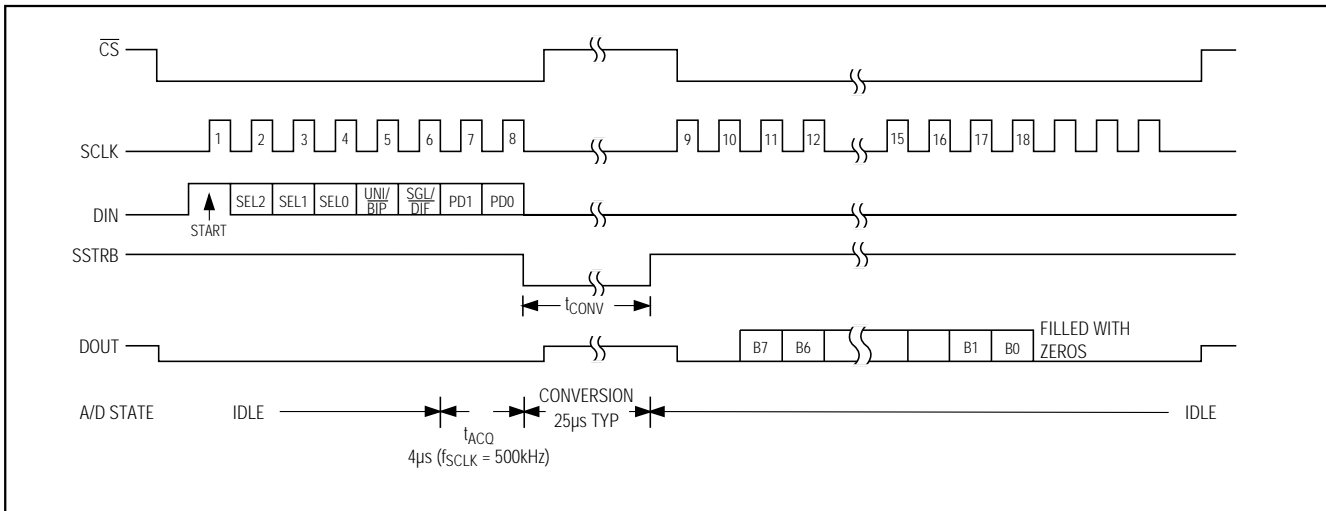 CS
SCLK
1 2 3 4 5 6 7 8 9 10 11 12 15 16 17 18
DIN
SEL2 SEL1 SEL0 UNI/BIP SGL/DIF PD1 PD0
START
SSTRB
tCONV
DOUT
B7 B6 B1 B0
FILLED WITH
ZEROS
A/D STATE IDLE CONVERSION IDLE
25µs TYP
tACQ
4µs (fSCLK = 500kHz)